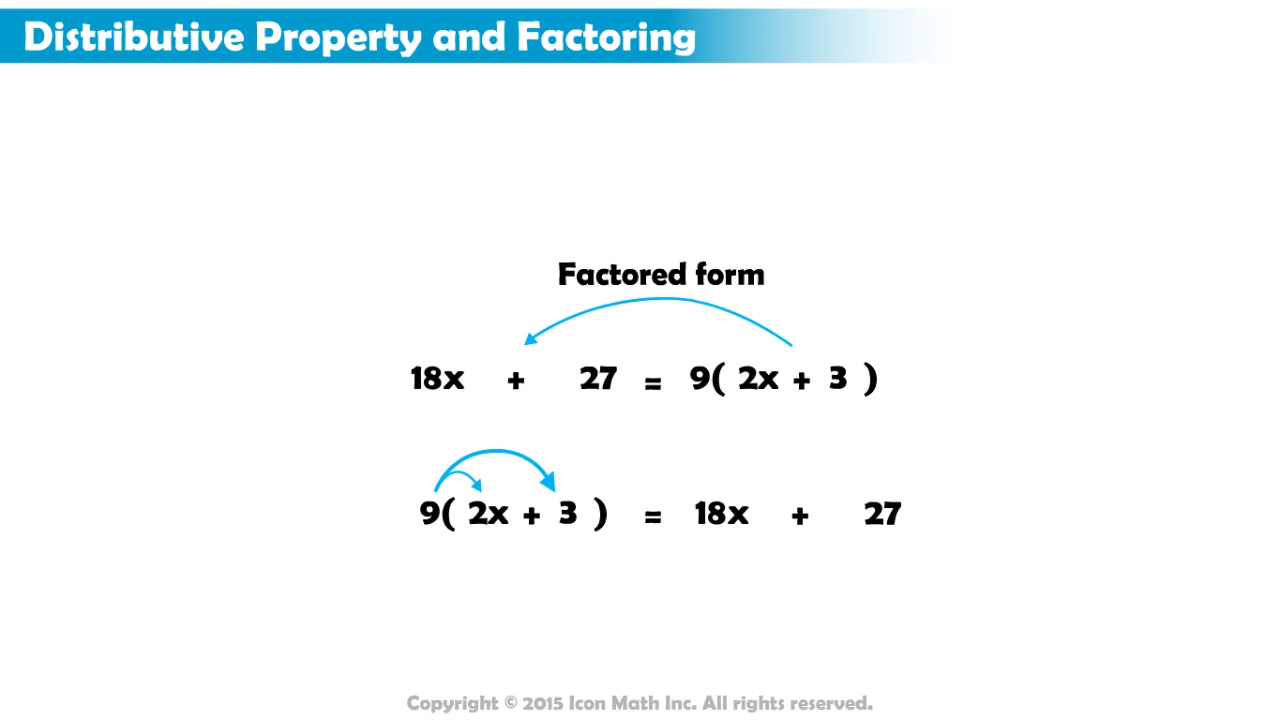 Distributive Property and Factoring
Factored form
18x + 27 = 9( 2x + 3 )
9( 2x + 3 ) = 18x + 27
Copyright © 2015 Icon Math Inc. All rights reserved.